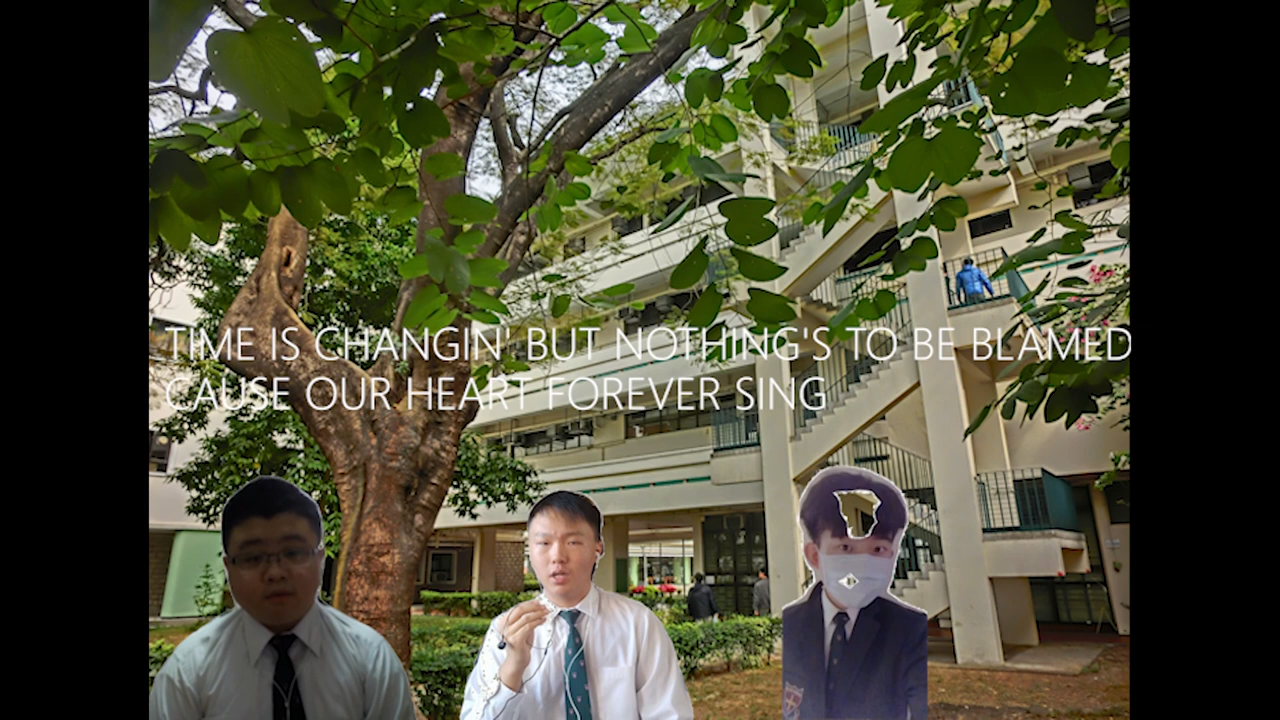 TIME IS CHANGIN' BUT NOTHING'S TO BE BLAMED
CAUSE OUR HEART FOREVER SING